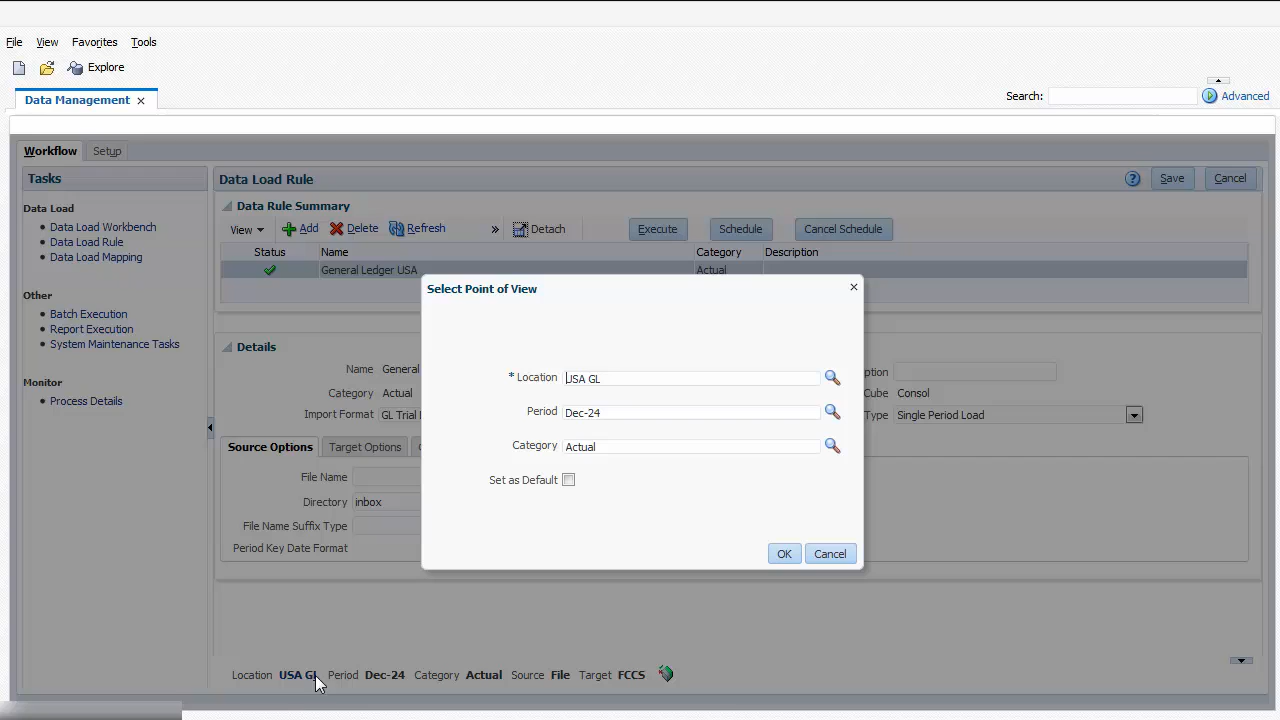 File View Favorites Tools
Explore
Data Management ×
Search: Advanced
Workflow Setup
Tasks
Data Load
• Data Load Workbench
• Data Load Rule
• Data Load Mapping
Other
• Batch Execution
• Report Execution
• System Maintenance Tasks
Monitor
• Process Details
Data Load Rule ? Save Cancel
Data Rule Summary
View Add Delete Refresh » Detach Execute Schedule Cancel Schedule
Status Name Category Description
General Ledger USA Actual
Details
Name General
Category Actual Cube Consol
Import Format GL Trial Type Single Period Load
Source Options Target Options
File Name
Directory inbox
File Name Suffix Type
Period Key Date Format
Select Point of View ×
* Location USA GL
Period Dec-24
Category Actual
Set as Default
OK Cancel
Location USA GL Period Dec-24 Category Actual Source File Target FCCS